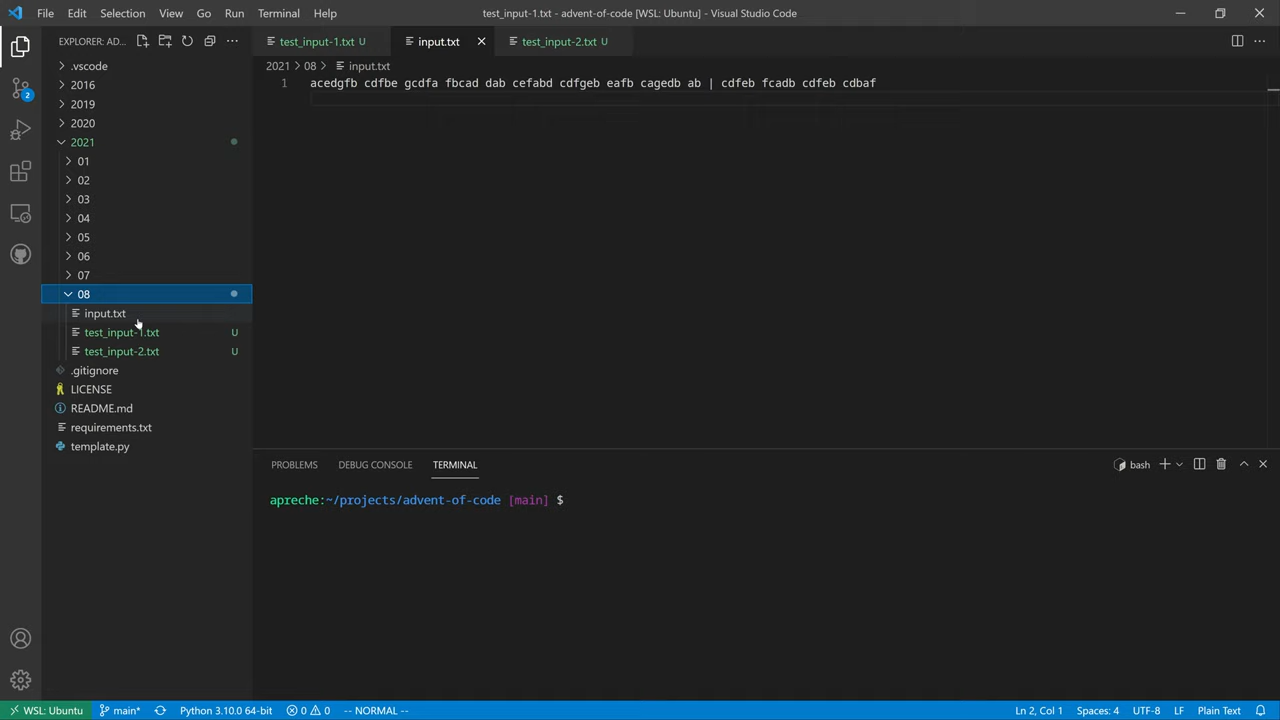 File Edit Selection View Go Run Terminal Help
test_input-1.txt - advent-of-code [WSL: Ubuntu] - Visual Studio Code
EXPLORER: AD...
.vscode
2016
2019
2020
2021
01
02
03
04
05
06
07
08
input.txt
test_input-1.txt U
test_input-2.txt U
.gitignore
LICENSE
README.md
requirements.txt
template.py
2
test_input-1.txt U input.txt test_input-2.txt U
2021 > 08 > input.txt
1 acedgfb cdfbe gcdfa fbcad dab cefabd cdfgeb eafb cagedb ab | cdfeb fcadb cdfeb cdbaf
PROBLEMS DEBUG CONSOLE TERMINAL
bash
apreche:~/projects/advent-of-code [main] $
WSL: Ubuntu main* Python 3.10.0 64-bit 0 0 -- NORMAL -- Ln 2, Col 1 Spaces: 4 UTF-8 LF Plain Text